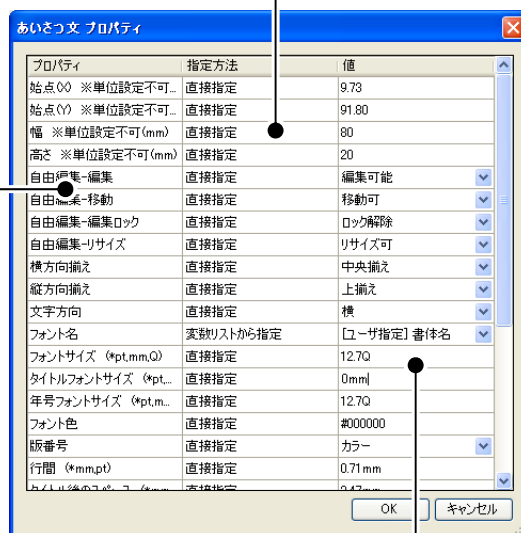 あいさつ文 プロパティ
プロパティ 指定方法 値
始点(X) ※単位設定不可... 直接指定 9.73
始点(Y) ※単位設定不可... 直接指定 91.80
幅 ※単位設定不可(mm) 直接指定 80
高さ ※単位設定不可(mm) 直接指定 20
自由編集-編集 直接指定 編集可能
自由編集-移動 直接指定 移動可
自由編集-編集ロック 直接指定 ロック解除
自由編集-リサイズ 直接指定 リサイズ可
横方向揃え 直接指定 中央揃え
縦方向揃え 直接指定 上揃え
文字方向 直接指定 横
フォント名 変数リストから指定 [ユーザ指定] 書体名
フォントサイズ (*pt,mm,Q) 直接指定 12.7Q
タイトルフォントサイズ (*pt,... 直接指定 0mm
年号フォントサイズ (*pt,m... 直接指定 12.7Q
フォント色 直接指定 #000000
版番号 直接指定 カラー
行間 (*mm,pt) 直接指定 0.71mm
OK キャンセル